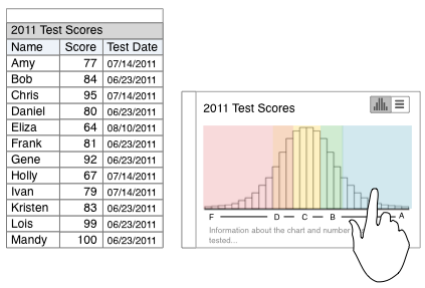 2011 Test Scores
Name Score Test Date
Amy 77 07/14/2011
Bob 84 06/23/2011
Chris 95 07/14/2011
Daniel 80 06/23/2011
Eliza 64 08/10/2011
Frank 81 06/23/2011
Gene 92 06/23/2011
Holly 67 07/14/2011
Ivan 79 07/14/2011
Kristen 83 06/23/2011
Lois 99 06/23/2011
Mandy 100 06/23/2011
2011 Test Scores
F D C B A
Information about the chart and number
tested...